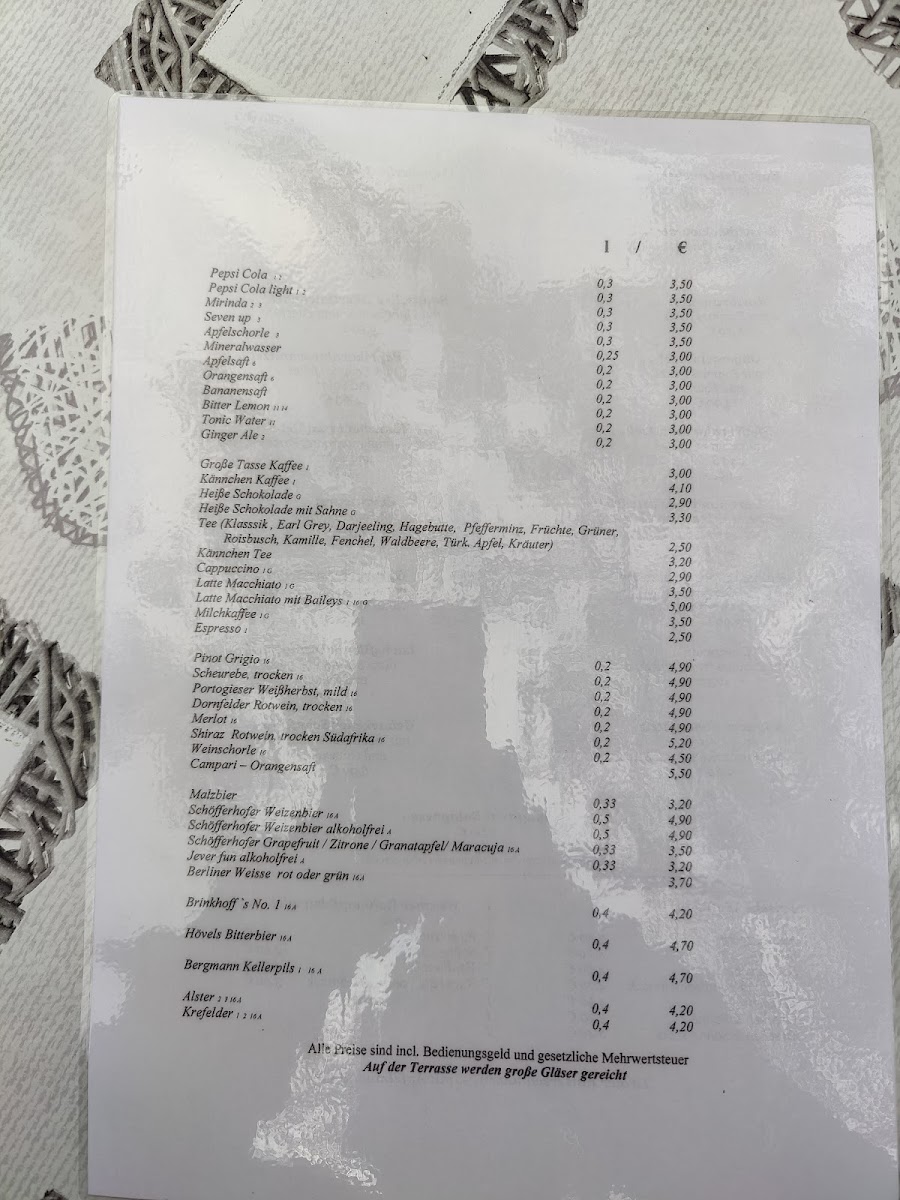 l / €
Pepsi Cola 1 2 0,3 3,50
Pepsi Cola light 1 2 0,3 3,50
Mirinda 2 3 0,3 3,50
Seven up 3 0,3 3,50
Apfelschorle 3 0,3 3,50
Mineralwasser 0,25 3,00
Apfelsaft 6 0,2 3,00
Orangensaft 6 0,2 3,00
Bananensaft 0,2 3,00
Bitter Lemon 11 14 0,2 3,00
Tonic Water 11 0,2 3,00
Ginger Ale 2 0,2 3,00
Große Tasse Kaffee 1 3,00
Kännchen Kaffee 1 4,10
Heiße Schokolade G 2,90
Heiße Schokolade mit Sahne G 3,30
Tee (Klasssik, Earl Grey, Darjeeling, Hagebutte, Pfefferminz, Früchte, Grüner,
Roisbusch, Kamille, Fenchel, Waldbeere, Türk. Apfel, Kräuter) 2,50
Kännchen Tee 3,20
Cappuccino 1 G 2,90
Latte Macchiato 1 G 3,50
Latte Macchiato mit Baileys 1 16 G 5,00
Milchkaffee 1 G 3,50
Espresso 1 2,50
Pinot Grigio 16 0,2 4,90
Scheurebe, trocken 16 0,2 4,90
Portogieser Weißherbst, mild 16 0,2 4,90
Dornfelder Rotwein, trocken 16 0,2 4,90
Merlot 16 0,2 4,90
Shiraz Rotwein, trocken Südafrika 16 0,2 5,20
Weinschorle 16 0,2 4,50
Campari – Orangensaft 5,50
Malzbier 0,33 3,20
Schöfferhofer Weizenbier 16 A 0,5 4,90
Schöfferhofer Weizenbier alkoholfrei A 0,5 4,90
Schöfferhofer Grapefruit / Zitrone / Granatapfel/ Maracuja 16 A 0,33 3,50
Jever fun alkoholfrei A 0,33 3,20
Berliner Weisse rot oder grün 16 A 3,70
Brinkhoff`s No. 1 16 A 0,4 4,20
Hövels Bitterbier 16 A 0,4 4,70
Bergmann Kellerpils 1 16 A 0,4 4,70
Alster 2 3 16 A 0,4 4,20
Krefelder 1 2 16 A 0,4 4,20
Alle Preise sind incl. Bedienungsgeld und gesetzliche Mehrwertsteuer
Auf der Terrasse werden große Gläser gereicht